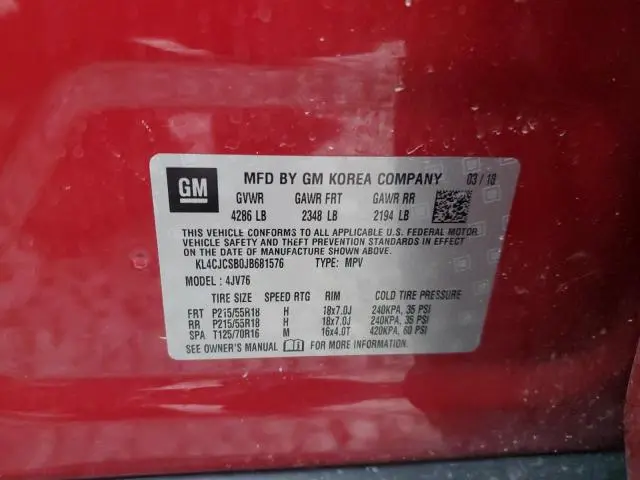 GM MFD BY GM KOREA COMPANY 03 / 18
GVWR GAWR FRT GAWR RR
4286 LB 2348 LB 2194 LB
THIS VEHICLE CONFORMS TO ALL APPLICABLE U.S. FEDERAL MOTOR
VEHICLE SAFETY AND THEFT PREVENTION STANDARDS IN EFFECT
ON THE DATE OF MANUFACTURE SHOWN ABOVE.
KL4CJCSB0JB681576 TYPE: MPV
MODEL : 4JV76
TIRE SIZE SPEED RTG RIM COLD TIRE PRESSURE
FRT P215/55R18 H 18x7.0J 240KPA, 35 PSI
RR P215/55R18 H 18x7.0J 240KPA, 35 PSI
SPA T125/70R16 M 16x4.0T 420KPA, 60 PSI
SEE OWNER'S MANUAL FOR MORE INFORMATION.